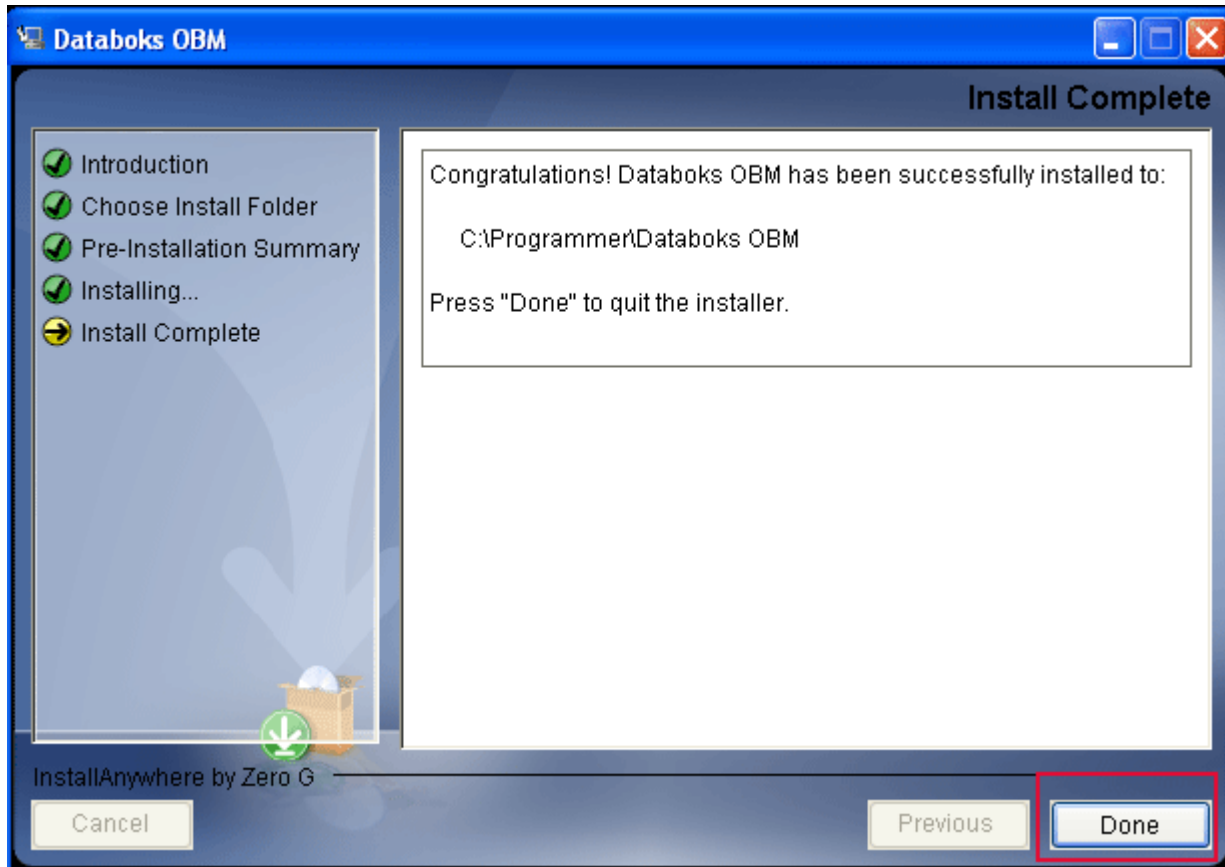 Databoks OBM
Install Complete
Introduction
Choose Install Folder
Pre-Installation Summary
Installing...
Install Complete
Congratulations! Databoks OBM has been successfully installed to:
C:\Programmer\Databoks OBM
Press "Done" to quit the installer.
InstallAnywhere by Zero G
Cancel
Previous
Done